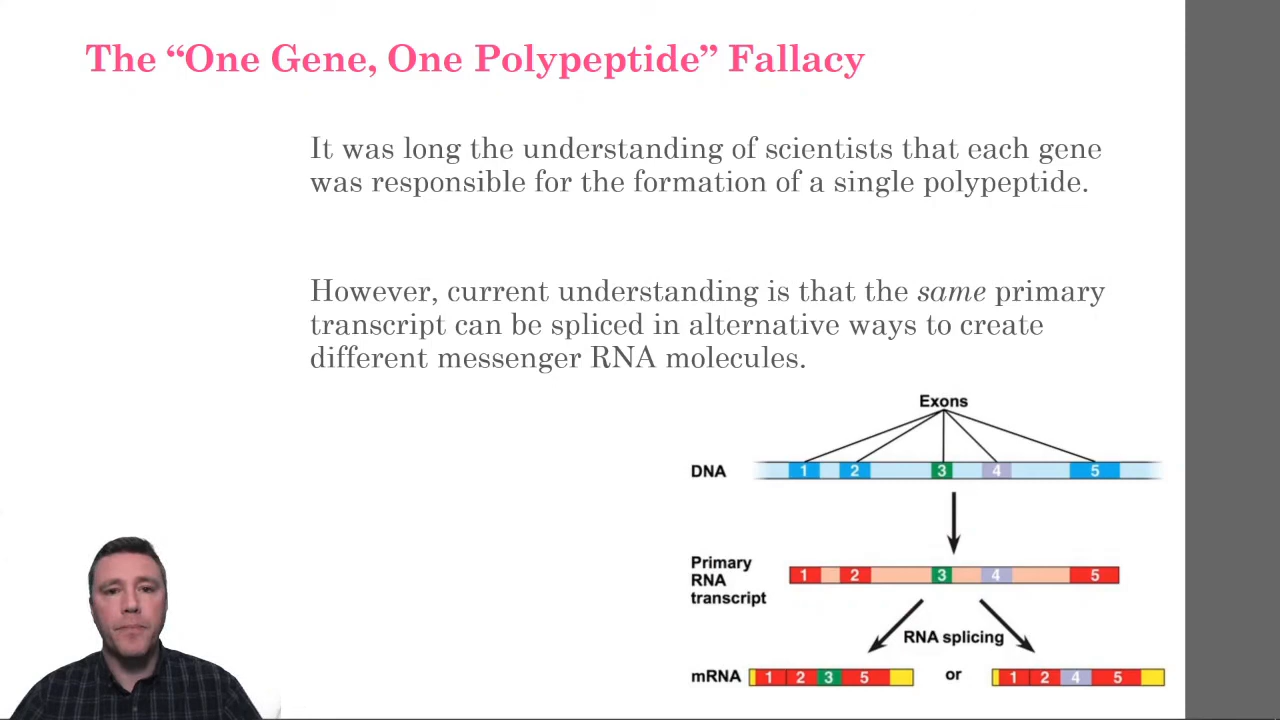 The “One Gene, One Polypeptide” Fallacy
It was long the understanding of scientists that each gene
was responsible for the formation of a single polypeptide.
However, current understanding is that the same primary
transcript can be spliced in alternative ways to create
different messenger RNA molecules.
Exons
DNA
1 2 3 4 5
Primary
RNA
transcript
1 2 3 4 5
RNA splicing
mRNA
1 2 3 5
or
1 2 4 5